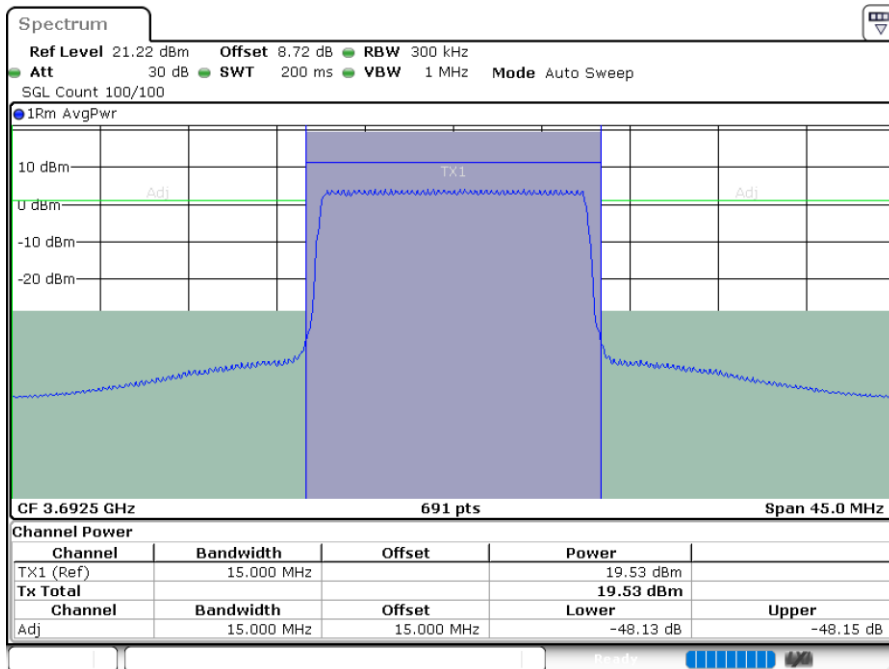 Spectrum
Ref Level 21.22 dBm Offset 8.72 dB RBW 300 kHz
Att 30 dB SWT 200 ms VBW 1 MHz Mode Auto Sweep
SGL Count 100/100
1Rm AvgPwr
10 dBm
TX1
Adj Adj
0 dBm
-10 dBm
-20 dBm
CF 3.6925 GHz 691 pts Span 45.0 MHz
Channel Power
Channel Bandwidth Offset Power
TX1 (Ref) 15.000 MHz 19.53 dBm
Tx Total 19.53 dBm
Channel Bandwidth Offset Lower Upper
Adj 15.000 MHz 15.000 MHz -48.13 dB -48.15 dB
Ready